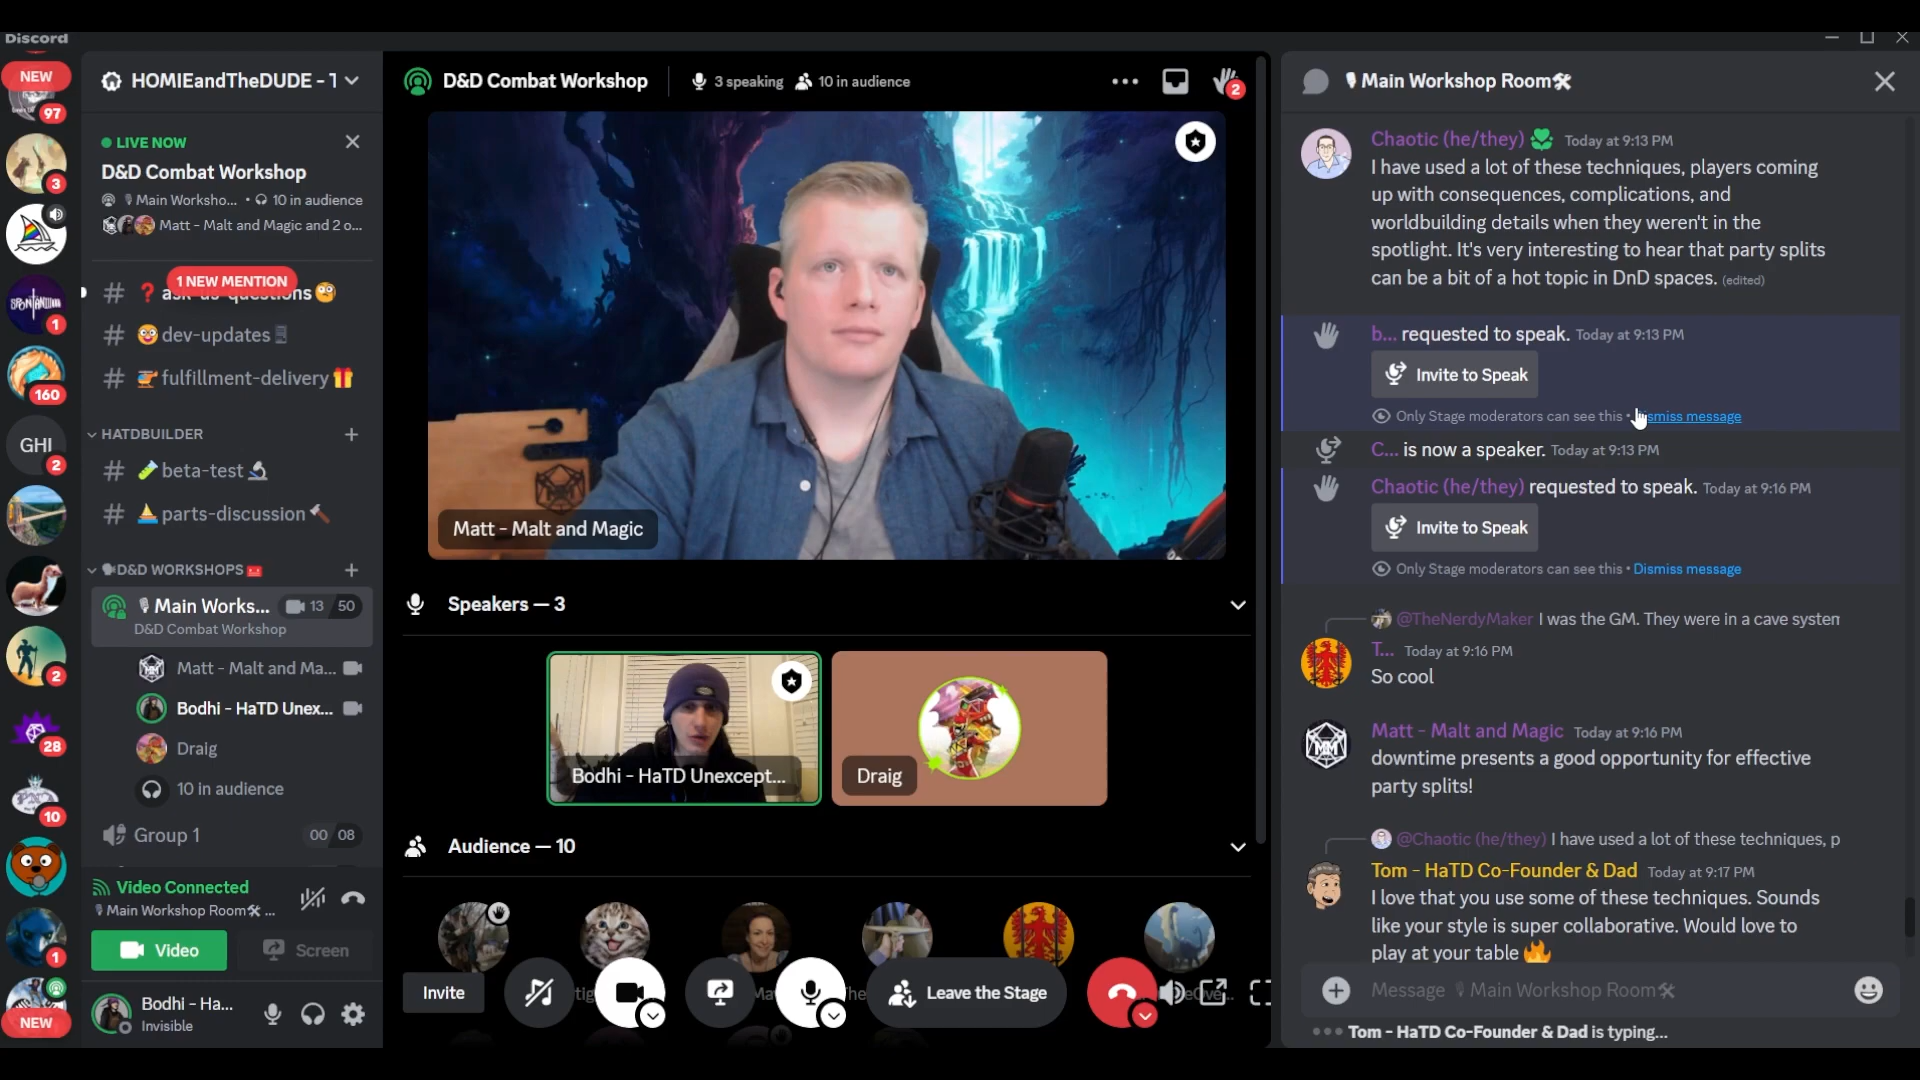 Discord
NEW
97
3
1
160
GHI
2
2
28
10
1
NEW
HOMIEandTheDUDE - T
LIVE NOW
D&D Combat Workshop
Main Worksho... • 10 in audience
Matt - Malt and Magic and 2 o...
1 NEW MENTION
# ask-us-questions
# dev-updates
# fulfillment-delivery
HATDBUILDER
# beta-test
# parts-discussion
D&D WORKSHOPS
Main Works... 13 50
D&D Combat Workshop
Matt - Malt and Ma...
Bodhi - HaTD Unex...
Draig
10 in audience
Group 1 00 08
Video Connected
Main Workshop Room ...
Video Screen
Bodhi - Ha...
Invisible
D&D Combat Workshop 3 speaking 10 in audience
2
Matt - Malt and Magic
Speakers — 3
Bodhi - HaTD Unexcept...
Draig
Audience — 10
Invite
Leave the Stage
Main Workshop Room
Chaotic (he/they) Today at 9:13 PM
I have used a lot of these techniques, players coming
up with consequences, complications, and
worldbuilding details when they weren't in the
spotlight. It's very interesting to hear that party splits
can be a bit of a hot topic in DnD spaces. (edited)
b... requested to speak. Today at 9:13 PM
Invite to Speak
Only Stage moderators can see this • Dismiss message
C... is now a speaker. Today at 9:13 PM
Chaotic (he/they) requested to speak. Today at 9:16 PM
Invite to Speak
Only Stage moderators can see this • Dismiss message
@TheNerdyMaker I was the GM. They were in a cave system
T... Today at 9:16 PM
So cool
Matt - Malt and Magic Today at 9:16 PM
downtime presents a good opportunity for effective
party splits!
@Chaotic (he/they) I have used a lot of these techniques, p
Tom - HaTD Co-Founder & Dad Today at 9:17 PM
I love that you use some of these techniques. Sounds
like your style is super collaborative. Would love to
play at your table
Message Main Workshop Room
Tom - HaTD Co-Founder & Dad is typing...